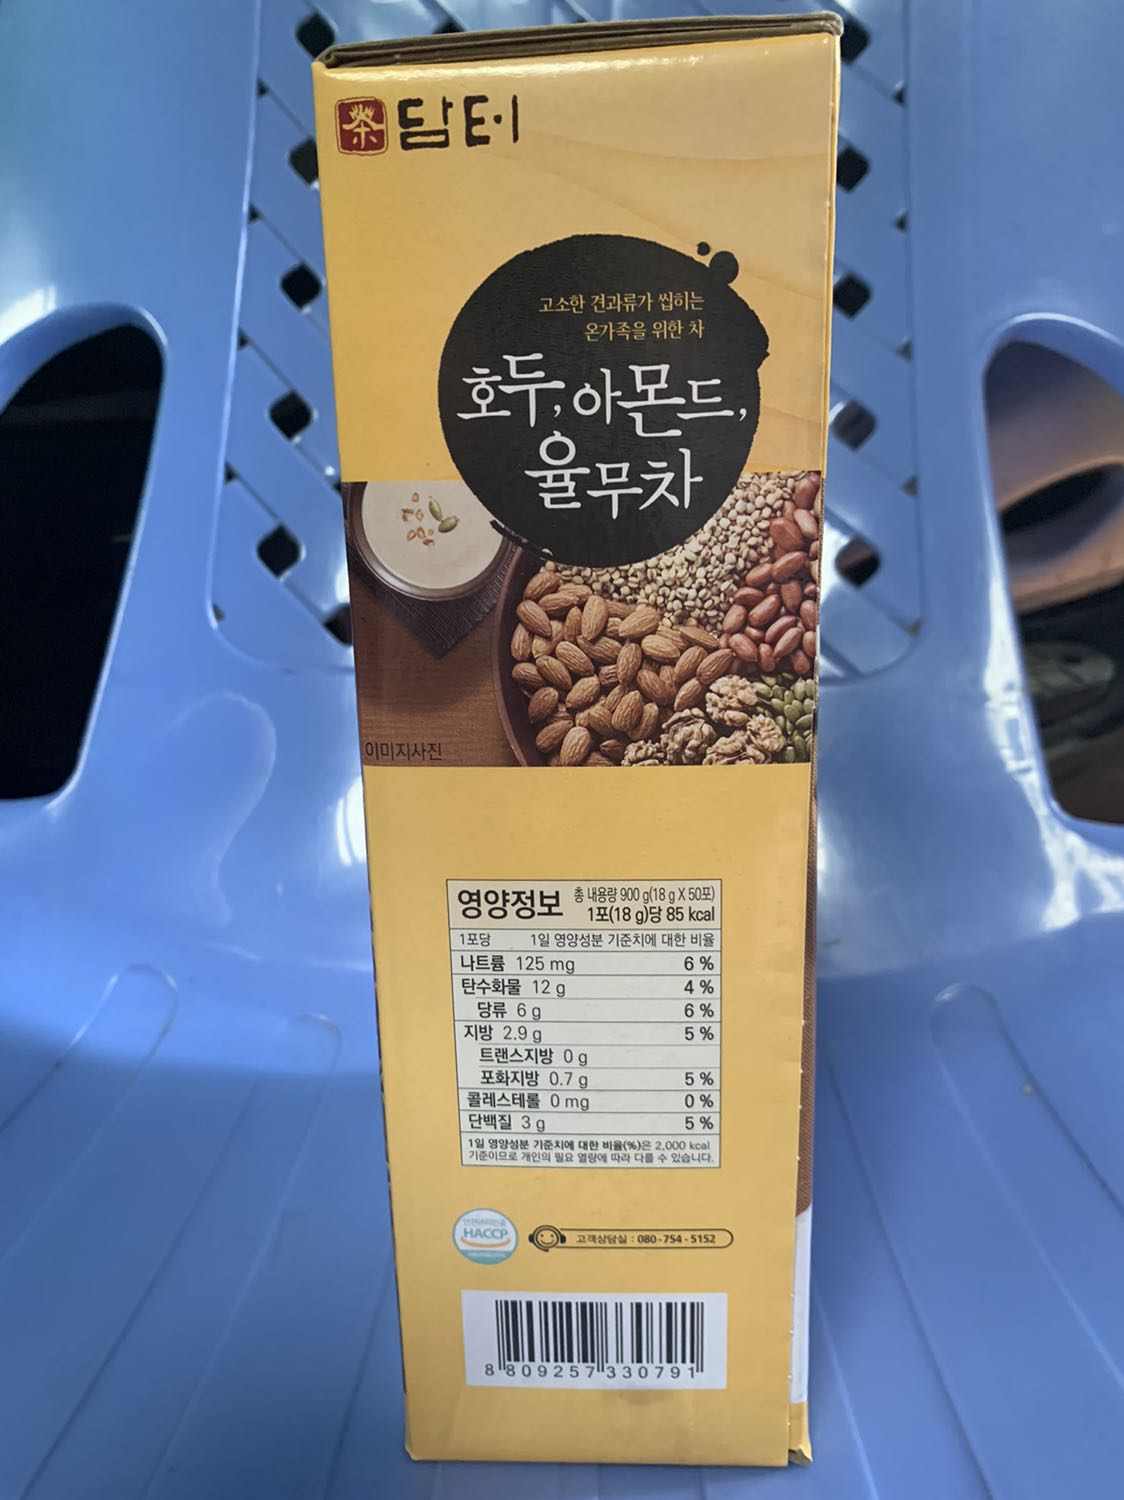 茶 담터
고소한 견과류가 씹히는
온가족을 위한 차
호두, 아몬드,
율무차
이미지사진
영양정보 총 내용량 900 g(18 g X 50포)
1포(18 g)당 85 kcal
1포당 1일 영양성분 기준치에 대한 비율
나트륨 125 mg 6 %
탄수화물 12 g 4 %
당류 6 g 6 %
지방 2.9 g 5 %
트랜스지방 0 g
포화지방 0.7 g 5 %
콜레스테롤 0 mg 0 %
단백질 3 g 5 %
1일 영양성분 기준치에 대한 비율(%)은 2,000 kcal
기준이므로 개인의 필요 열량에 따라 다를 수 있습니다.
HACCP
고객상담실 : 080-754-5152
8 809257 330791